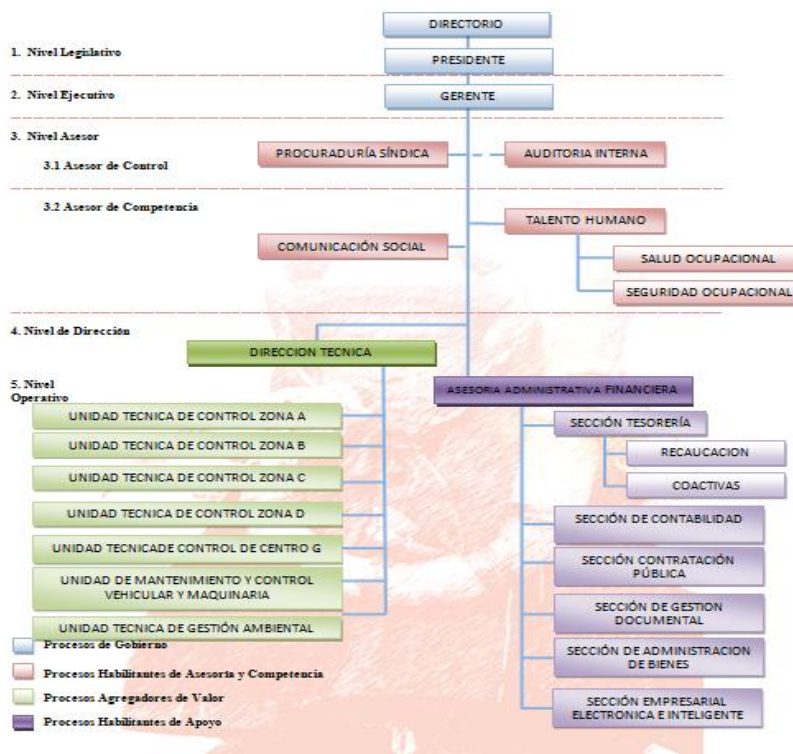 DIRECTORIO
1. Nivel Legislativo
PRESIDENTE
2. Nivel Ejecutivo
GERENTE
3. Nivel Asesor
3.1 Asesor de Control
PROCURADURÍA SÍNDICA
AUDITORIA INTERNA
3.2 Asesor de Competencia
TALENTO HUMANO
COMUNICACIÓN SOCIAL
SALUD OCUPACIONAL
SEGURIDAD OCUPACIONAL
4. Nivel de Dirección
DIRECCION TECNICA
5. Nivel
Operativo
ASESORIA ADMINISTRATIVA FINANCIERA
UNIDAD TECNICA DE CONTROL ZONA A
UNIDAD TECNICA DE CONTROL ZONA B
UNIDAD TECNICA DE CONTROL ZONA C
UNIDAD TECNICA DE CONTROL ZONA D
UNIDAD TECNICADE CONTROL DE CENTRO G
UNIDAD DE MANTENIMIENTO Y CONTROL
VEHICULAR Y MAQUINARIA
UNIDAD TECNICA DE GESTIÓN AMBIENTAL
SECCIÓN TESORERÍA
RECAUCACION
COACTIVAS
SECCIÓN DE CONTABILIDAD
SECCIÓN CONTRATACIÓN
PÚBLICA
SECCIÓN DE GESTION
DOCUMENTAL
SECCIÓN DE ADMINISTRACION
DE BIENES
SECCIÓN EMPRESARIAL
ELECTRONICA E INTELIGENTE
Procesos de Gobierno
Procesos Habilitantes de Asesoría y Competencia
Procesos Agregadores de Valor
Procesos Habilitantes de Apoyo